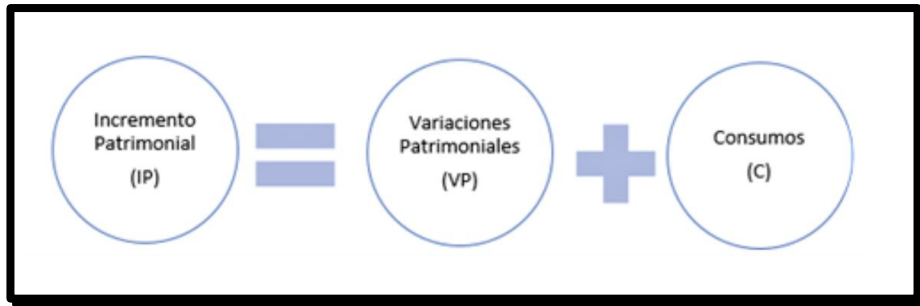 Incremento
Patrimonial
(IP)
Variaciones
Patrimoniales
(VP)
Consumos
(C)